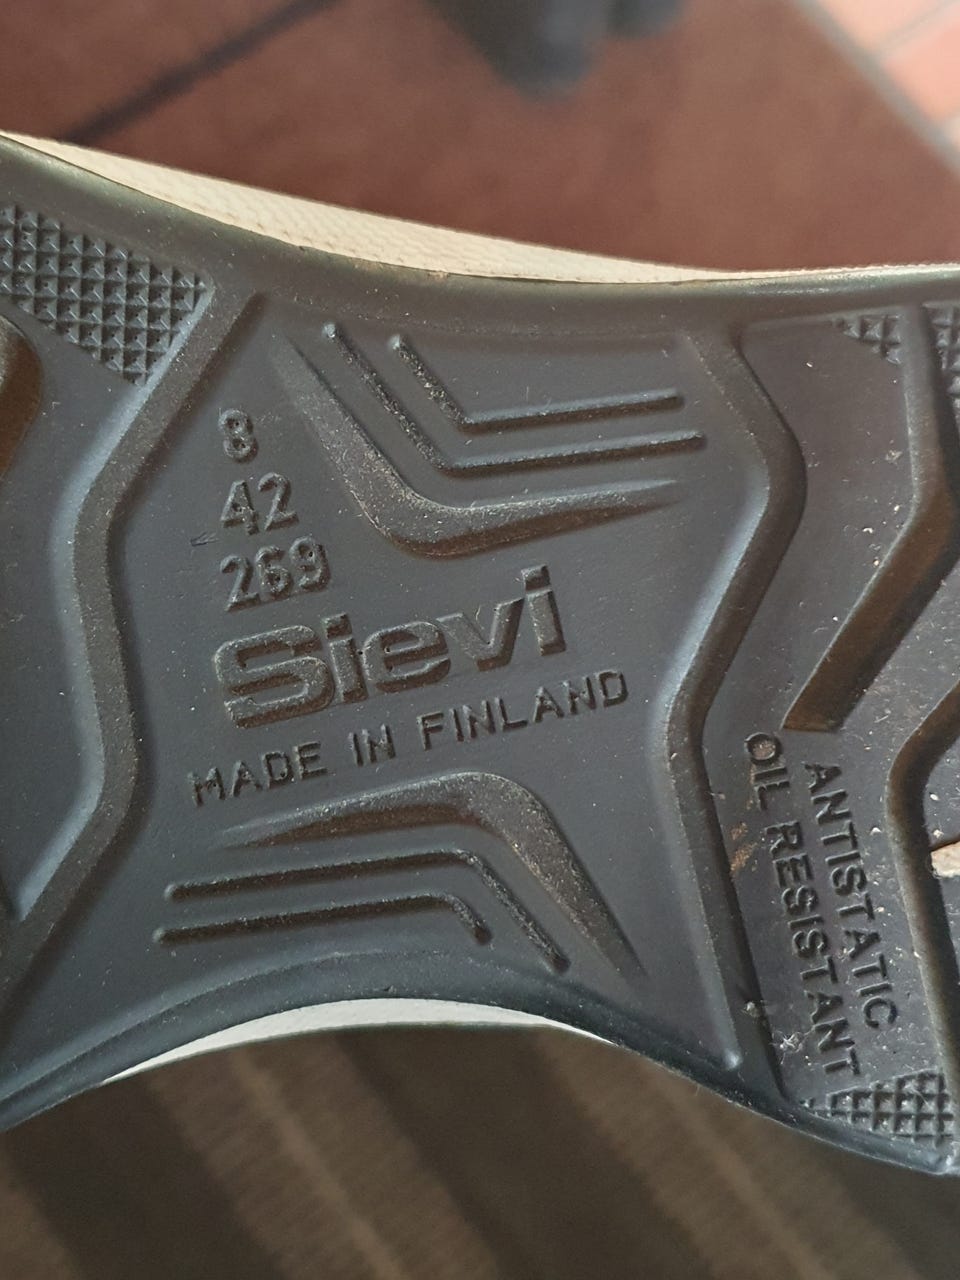 8
42
269
Sievi
MADE IN FINLAND
ANTISTATIC
OIL RESISTANT